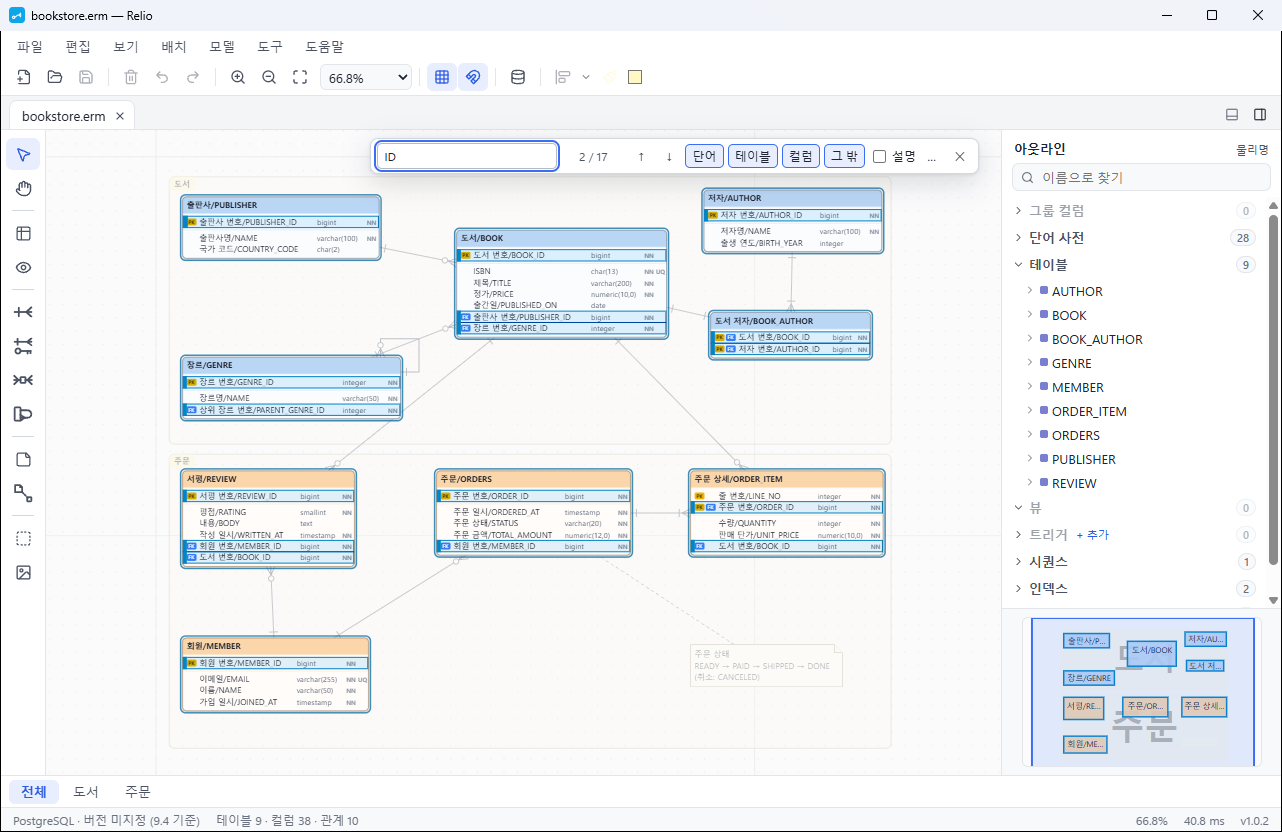 bookstore.erm — Relio
파일 편집 보기 배치 모델 도구 도움말
66.8%
bookstore.erm ×
ID
2 / 17 ↑ ↓ 단어 테이블 컬럼 그 밖 설명 ...
도서
출판사/PUBLISHER
PK 출판사 번호/PUBLISHER_ID bigint NN
출판사명/NAME varchar(100) NN
국가 코드/COUNTRY_CODE char(2)
도서/BOOK
PK 도서 번호/BOOK_ID bigint NN
ISBN char(13) NN UQ
제목/TITLE varchar(200) NN
정가/PRICE numeric(10,0) NN
출간일/PUBLISHED_ON date
FK 출판사 번호/PUBLISHER_ID bigint NN
FK 장르 번호/GENRE_ID integer NN
저자/AUTHOR
PK 저자 번호/AUTHOR_ID bigint NN
저자명/NAME varchar(100) NN
출생 연도/BIRTH_YEAR integer
도서 저자/BOOK_AUTHOR
PK FK 도서 번호/BOOK_ID bigint NN
PK FK 저자 번호/AUTHOR_ID bigint NN
장르/GENRE
PK 장르 번호/GENRE_ID integer NN
장르명/NAME varchar(50) NN
FK 상위 장르 번호/PARENT_GENRE_ID integer NN
주문
서평/REVIEW
PK 서평 번호/REVIEW_ID bigint NN
평점/RATING smallint NN
내용/BODY text NN
작성 일시/WRITTEN_AT timestamp NN
FK 회원 번호/MEMBER_ID bigint NN
FK 도서 번호/BOOK_ID bigint NN
주문/ORDERS
PK 주문 번호/ORDER_ID bigint NN
주문 일시/ORDERED_AT timestamp NN
주문 상태/STATUS varchar(20) NN
주문 금액/TOTAL_AMOUNT numeric(12,0) NN
FK 회원 번호/MEMBER_ID bigint NN
주문 상세/ORDER_ITEM
PK 줄 번호/LINE_NO integer NN
PK FK 주문 번호/ORDER_ID bigint NN
수량/QUANTITY integer NN
판매 단가/UNIT_PRICE numeric(10,0) NN
FK 도서 번호/BOOK_ID bigint NN
회원/MEMBER
PK 회원 번호/MEMBER_ID bigint NN
이메일/EMAIL varchar(255) NN UQ
이름/NAME varchar(50) NN
가입 일시/JOINED_AT timestamp NN
주문 상태
READY → PAID → SHIPPED → DONE
(취소: CANCELED)
아웃라인 물리명
이름으로 찾기
그룹 컬럼 0
단어 사전 28
테이블 9
AUTHOR
BOOK
BOOK_AUTHOR
GENRE
MEMBER
ORDER_ITEM
ORDERS
PUBLISHER
REVIEW
뷰 0
트리거 + 추가 0
시퀀스 1
인덱스 2
출판사/P...
도서/BOOK
저자/AU...
도서 저...
장르/GENRE
서평/RE...
주문/OR...
주문 상세...
주문
회원/ME...
전체 도서 주문
PostgreSQL · 버전 미지정 (9.4 기준) 테이블 9 · 컬럼 38 · 관계 10
66.8% 40.8 ms v1.0.2